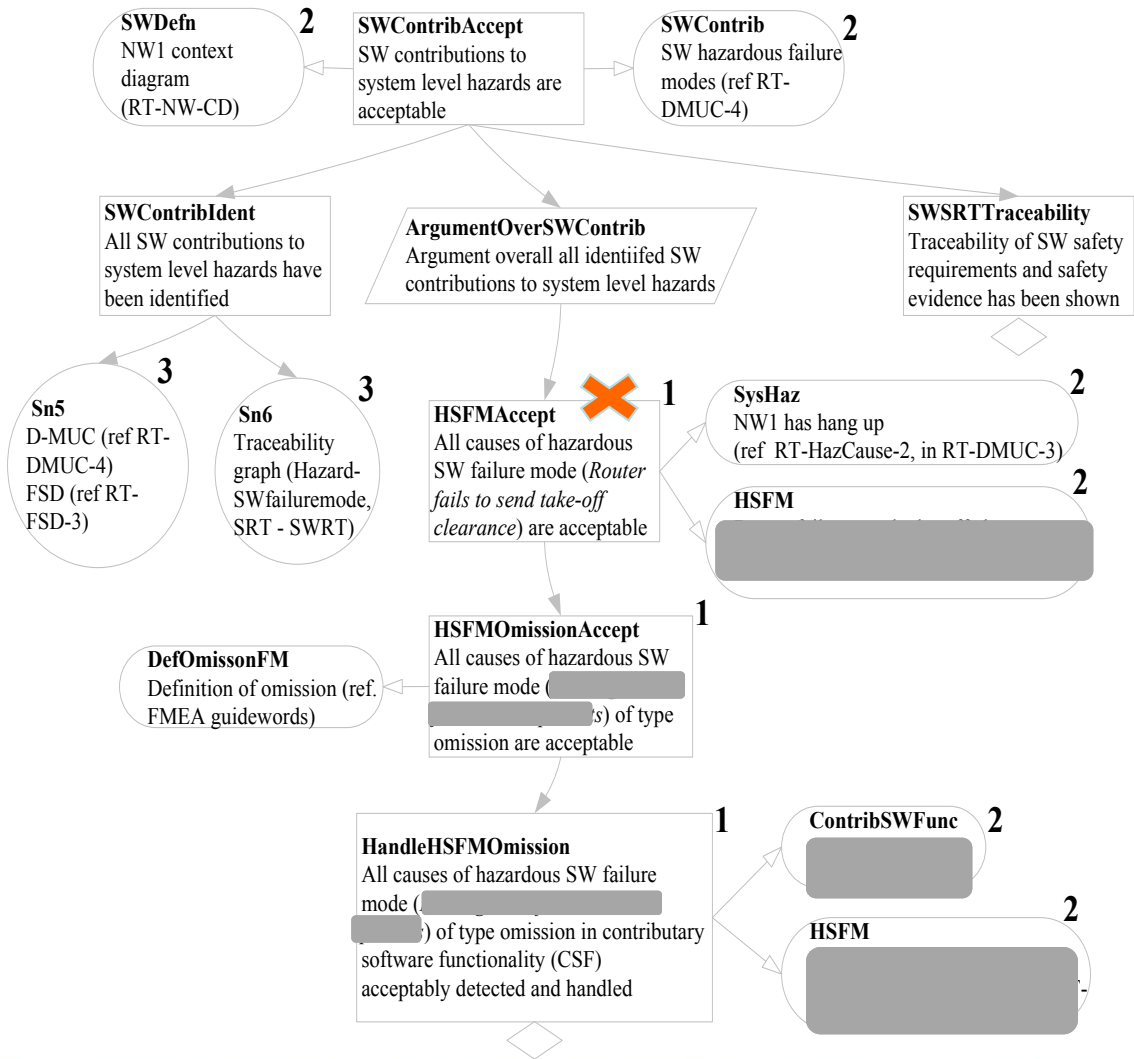 SWDefn
NW1 context
diagram
(RT-NW-CD)
2
SWContribAccept
SW contributions to
system level hazards are
acceptable
SWContrib
SW hazardous failure
modes (ref RT-
DMUC-4)
2
SWContribIdent
All SW contributions to
system level hazards have
been identified
ArgumentOverSWContrib
Argument overall all identiifed SW
contributions to system level hazards
SWSRTTraceability
Traceability of SW safety
requirements and safety
evidence has been shown
Sn5
D-MUC (ref RT-
DMUC-4)
FSD (ref RT-
FSD-3)
3
Sn6
Traceability
graph (Hazard-
SWfailuremode,
SRT - SWRT)
3
HSFMAccept
All causes of hazardous
SW failure mode (Router
fails to send take-off
clearance) are acceptable
1
SysHaz
NW1 has hang up
(ref RT-HazCause-2, in RT-DMUC-3)
2
HSFM
2
DefOmissonFM
Definition of omission (ref.
FMEA guidewords)
HSFMOmissionAccept
All causes of hazardous SW
failure mode (
ts) of type
omission are acceptable
1
HandleHSFMOmission
All causes of hazardous SW failure
mode (
) of type omission in contributary
software functionality (CSF)
acceptably detected and handled
1
ContribSWFunc
2
HSFM
2